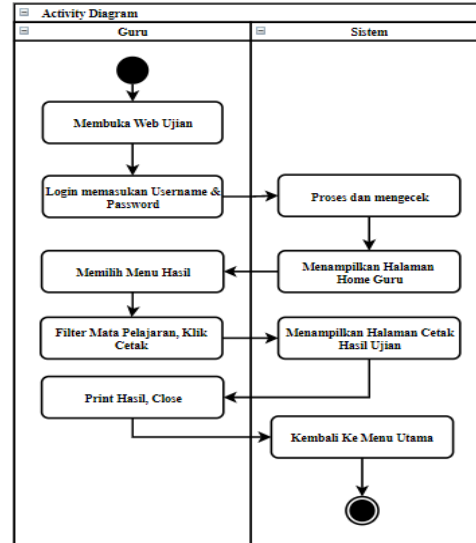 Activity Diagram
Guru
Sistem
Membuka Web Ujian
Login memasukan Username &
Password
Proses dan mengecek
Menampilkan Halaman
Home Guru
Memilih Menu Hasil
Filter Mata Pelajaran, Klik
Cetak
Menampilkan Halaman Cetak
Hasil Ujian
Print Hasil, Close
Kembali Ke Menu Utama